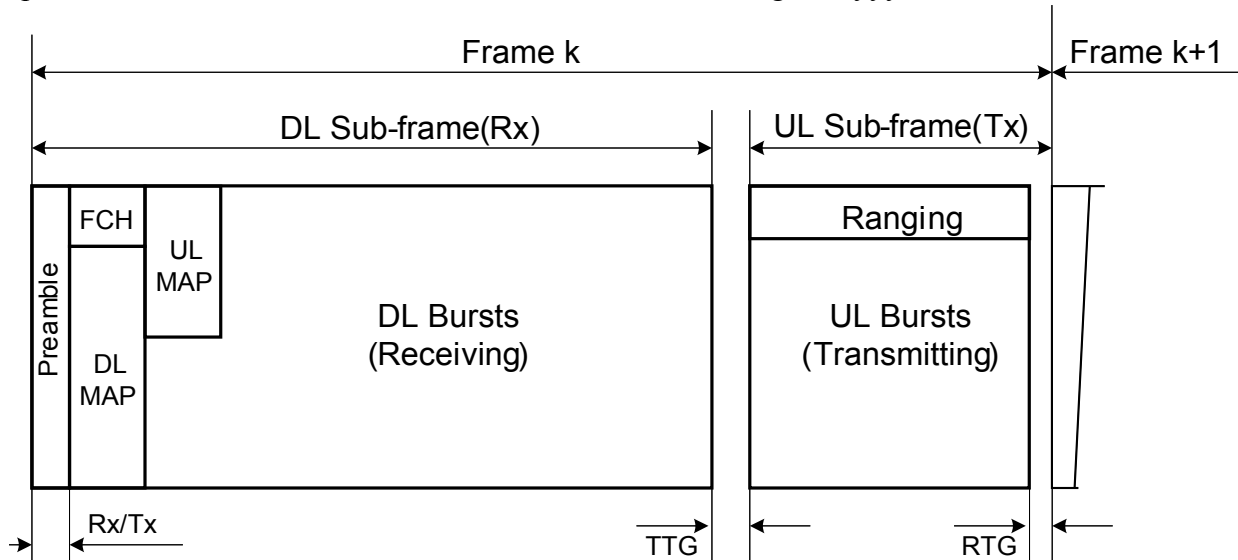 Frame k
Frame k+1
DL Sub-frame(Rx)
UL Sub-frame(Tx)
Preamble
FCH
DL
MAP
UL
MAP
DL Bursts
(Receiving)
Ranging
UL Bursts
(Transmitting)
Rx/Tx
TTG
RTG